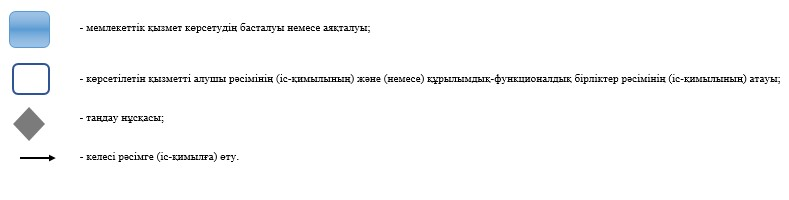 - мемлекеттік қызмет көрсетудің басталуы немесе аяқталуы;
- көрсетілетін қызметті алушы рәсімінің (іс-қимылының) және (немесе) құрылымдық-функционалдық бірліктер рәсімінің (іс-қимылының) атауы;
- таңдау нұсқасы;
- келесі рәсімге (іс-қимылға) өту.